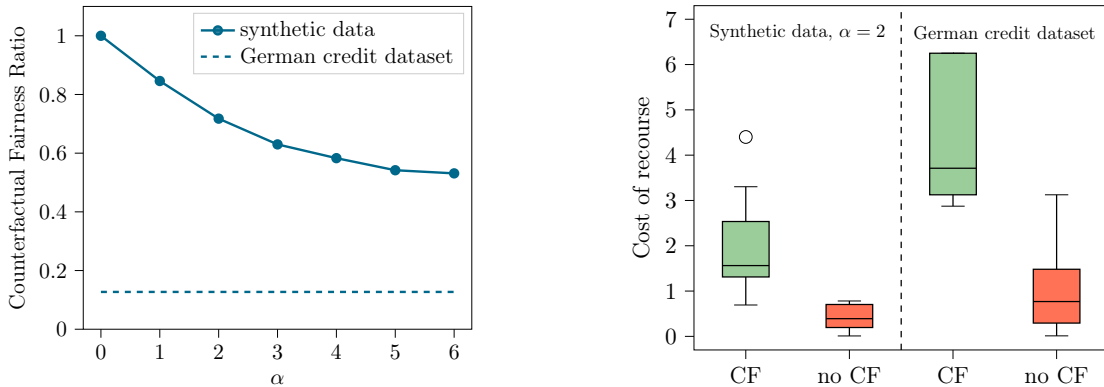 Counterfactual Fairness Ratio
1
0.8
0.6
0.4
0.2
0
0 1 2 3 4 5 6
α
synthetic data
German credit dataset
Cost of recourse
7
6
5
4
3
2
1
0
Synthetic data, α = 2
German credit dataset
CF no CF CF no CF